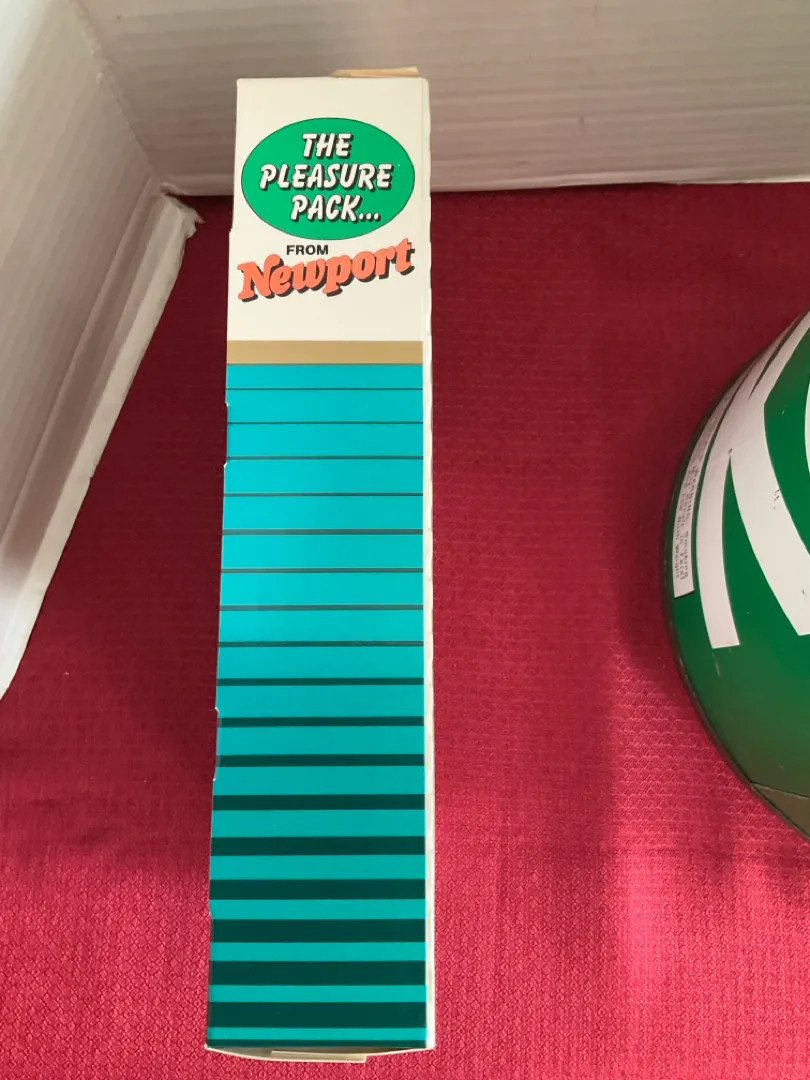 THE
PLEASURE
PACK...
FROM
Newport